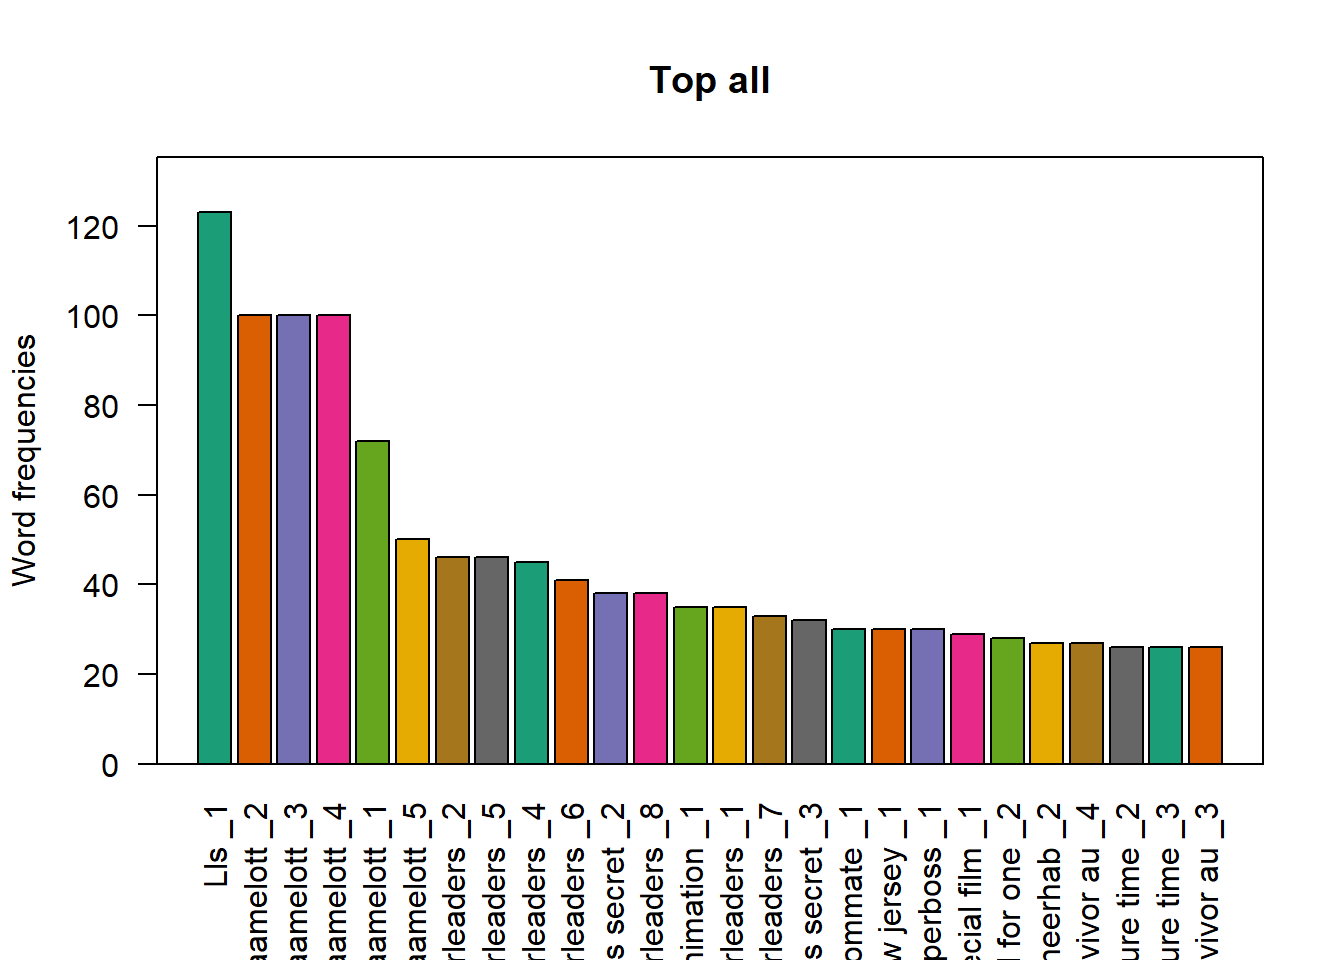 Top all
Word frequencies
120
100
80
60
40
20
0
Lls _1
aamelott _2
aamelott _3
aamelott _4
aamelott _1
aamelott _5
rleaders _2
rleaders _5
rleaders _4
rleaders _6
s secret _2
rleaders _8
nimation _1
rleaders _1
rleaders _7
s secret _3
ommate _1
w jersey _1
perboss _1
ecial film _1
l for one _2
neerhab _2
vivor au _4
ure time _2
ure time _3
vivor au _3